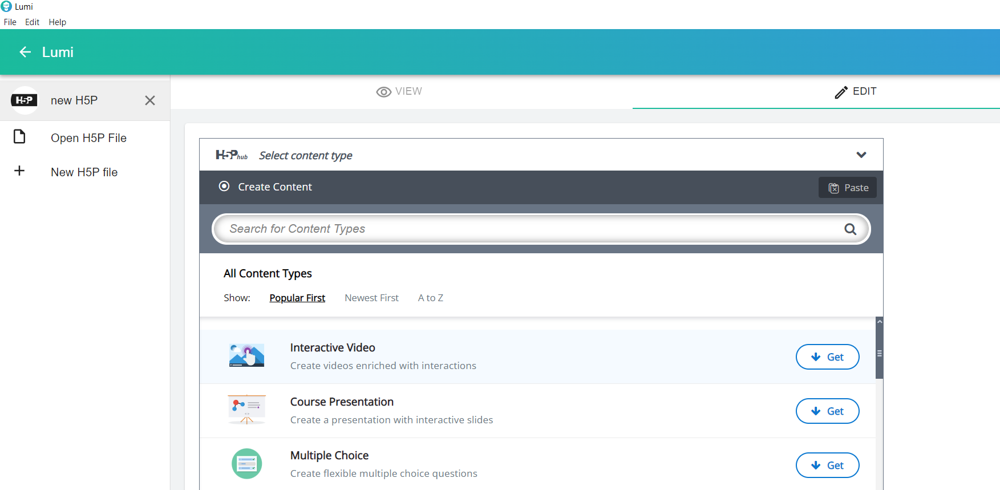 Lumi
File Edit Help
Lumi
H5P new H5P
Open H5P File
New H5P file
VIEW
EDIT
H5P hub Select content type
Create Content
Paste
Search for Content Types
All Content Types
Show: Popular First Newest First A to Z
Interactive Video
Create videos enriched with interactions
Get
Course Presentation
Create a presentation with interactive slides
Get
Multiple Choice
Create flexible multiple choice questions
Get